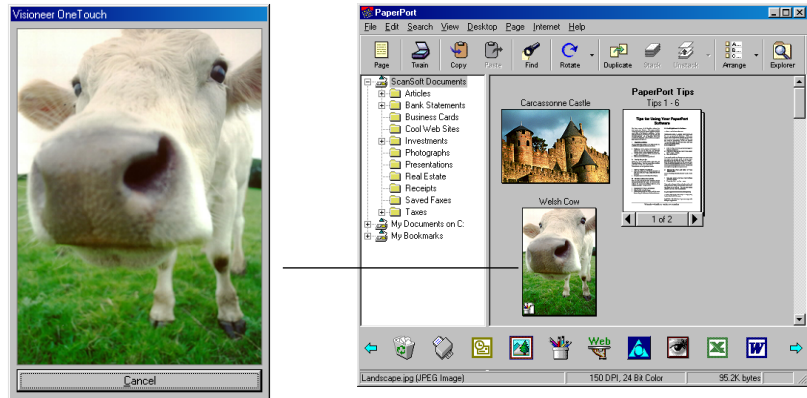 Visioneer OneTouch
Cancel
PaperPort
File Edit Search View Desktop Page Internet Help
Page Twain Copy Paste Find Rotate Duplicate Stack Unstack Arrange Explorer
ScanSoft Documents
Articles
Bank Statements
Business Cards
Cool Web Sites
Investments
Photographs
Presentations
Real Estate
Receipts
Saved Faxes
Taxes
My Documents on C:
My Bookmarks
Carcassonne Castle
PaperPort Tips
Tips 1 - 6
Tips for Using Your PaperPort
Software
1 of 2
Welsh Cow
Web
Landscape.jpg (JPEG Image) 150 DPI, 24 Bit Color 95.2K bytes